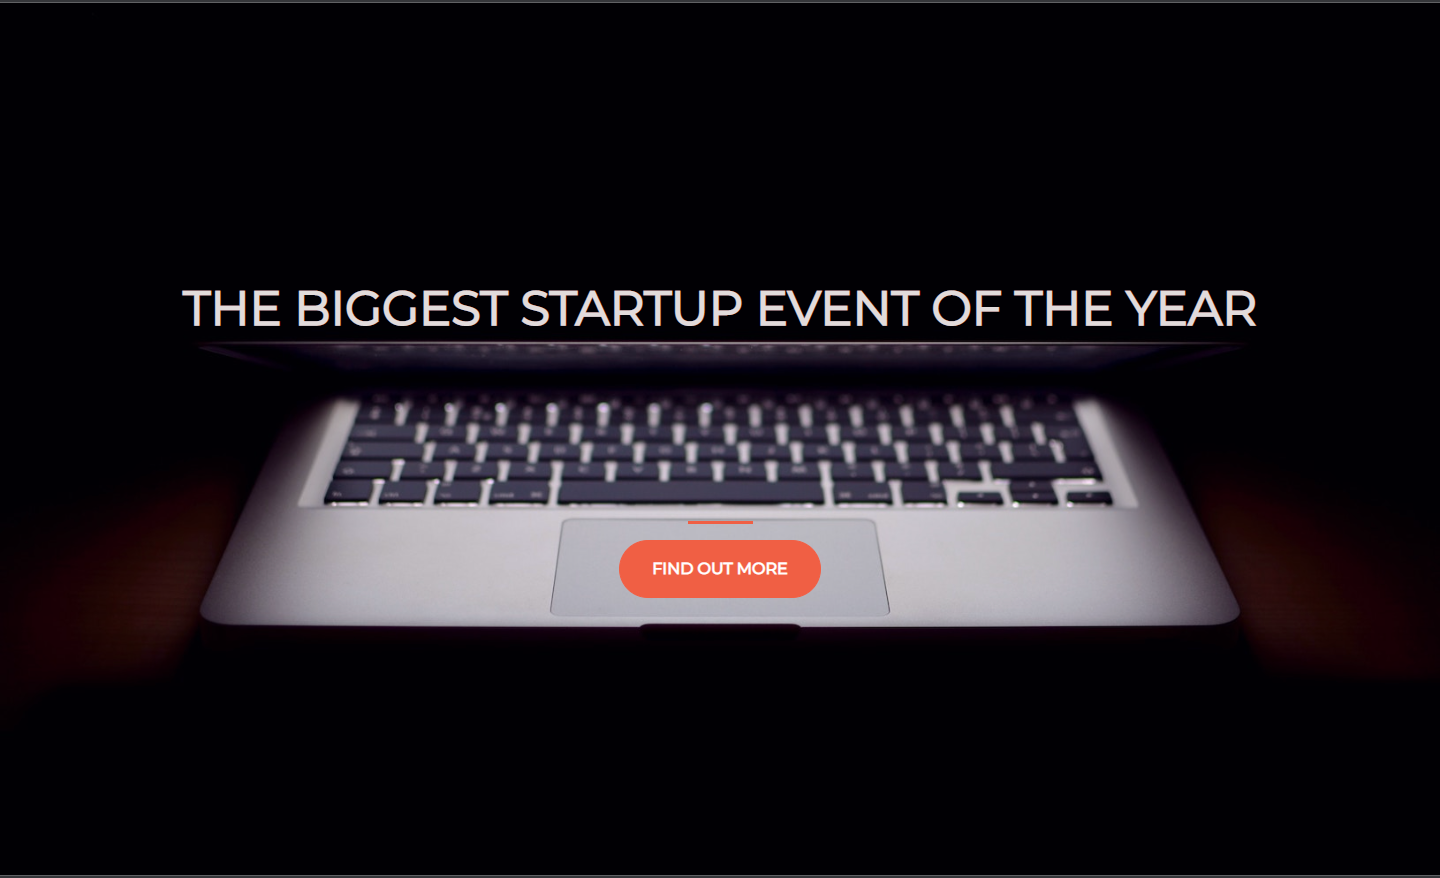 THE BIGGEST STARTUP EVENT OF THE YEAR
FIND OUT MORE